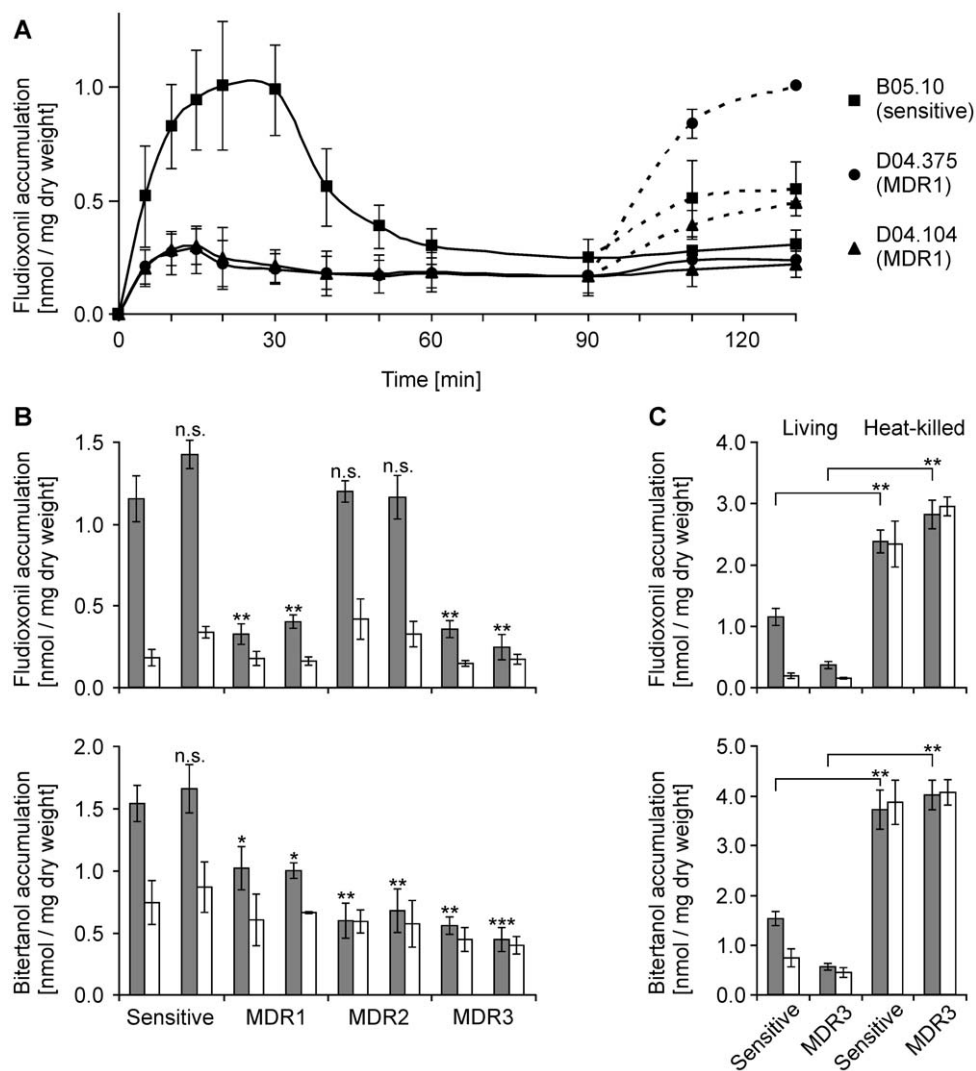 A
Fludioxonil accumulation
[nmol / mg dry weight]
1.0
0.5
0.0
0
30
60
90
120
Time [min]
B05.10
(sensitive)
D04.375
(MDR1)
D04.104
(MDR1)
B
Fludioxonil accumulation
[nmol / mg dry weight]
1.5
1.0
0.5
0.0
n.s.
**
**
n.s.
n.s.
**
**
Bitertanol accumulation
[nmol / mg dry weight]
2.0
1.5
1.0
0.5
0.0
n.s.
*
*
**
**
**
***
Sensitive
MDR1
MDR2
MDR3
C
Living
Heat-killed
Fludioxonil accumulation
[nmol / mg dry weight]
4.0
3.0
2.0
1.0
0.0
**
**
Bitertanol accumulation
[nmol / mg dry weight]
5.0
4.0
3.0
2.0
1.0
0.0
**
**
Sensitive
MDR3
Sensitive
MDR3